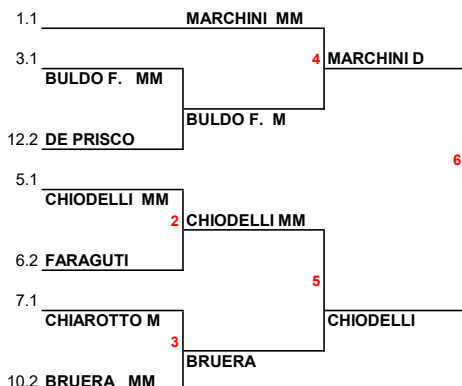 1.1 MARCHINI MM
3.1
4 MARCHINI D
BULDO F. MM
BULDO F. M
12.2 DE PRISCO
6
5.1
CHIODELLI MM
2 CHIODELLI MM
6.2 FARAGUTI
5
7.1
CHIAROTTO M
CHIODELLI
3
BRUERA
10.2 BRUERA MM